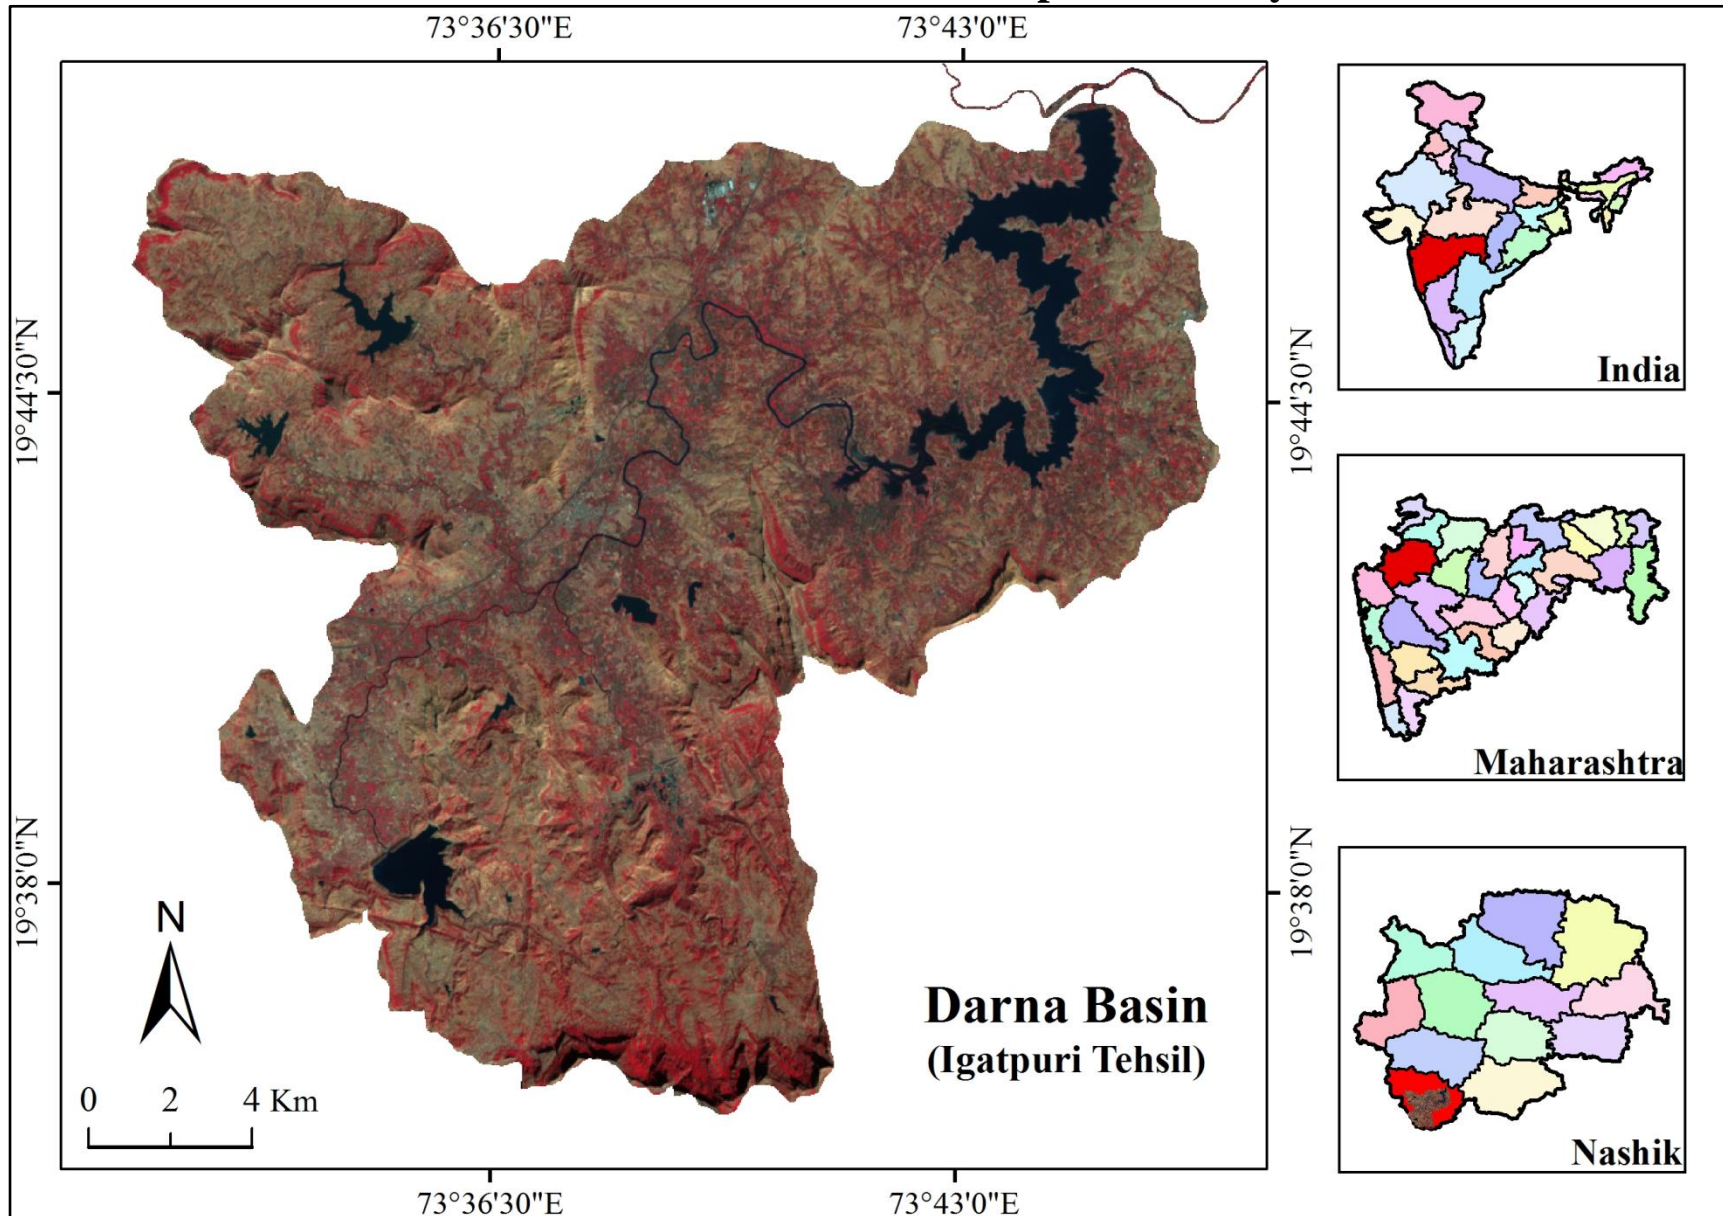 73°36'30"E
73°43'0"E
19°44'30"N
19°44'30"N
India
Maharashtra
19°38'0"N
19°38'0"N
N
Darna Basin
(Igatpuri Tehsil)
0 2 4 Km
Nashik
73°36'30"E
73°43'0"E